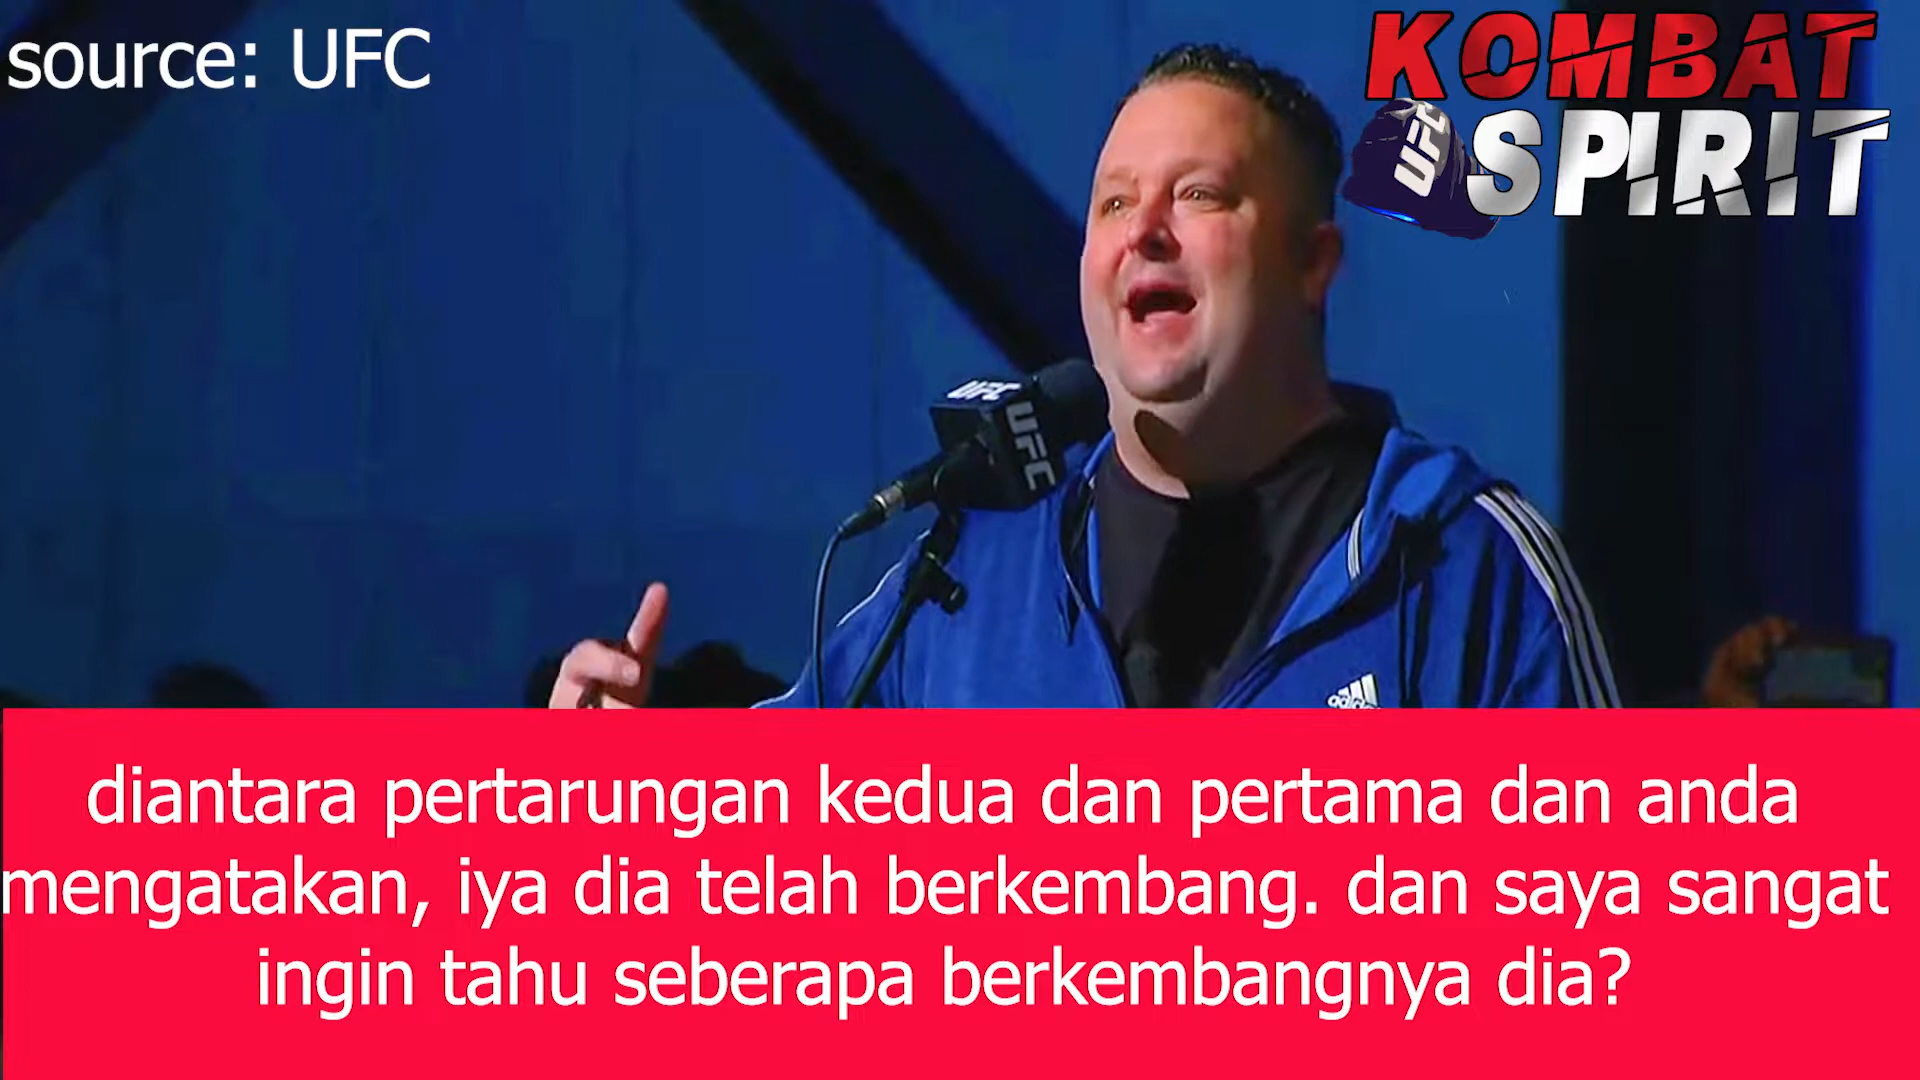 source: UFC
KOMBAT
SPIRIT
UFC
UFC
UFC
adidas
diantara pertarungan kedua dan pertama dan anda
mengatakan, iya dia telah berkembang. dan saya sangat
ingin tahu seberapa berkembangnya dia?